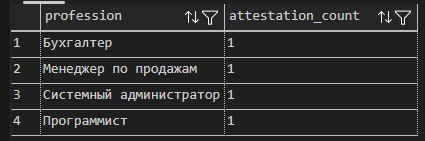 profession attestation_count
1 Бухгалтер 1
2 Менеджер по продажам 1
3 Системный администратор 1
4 Программист 1